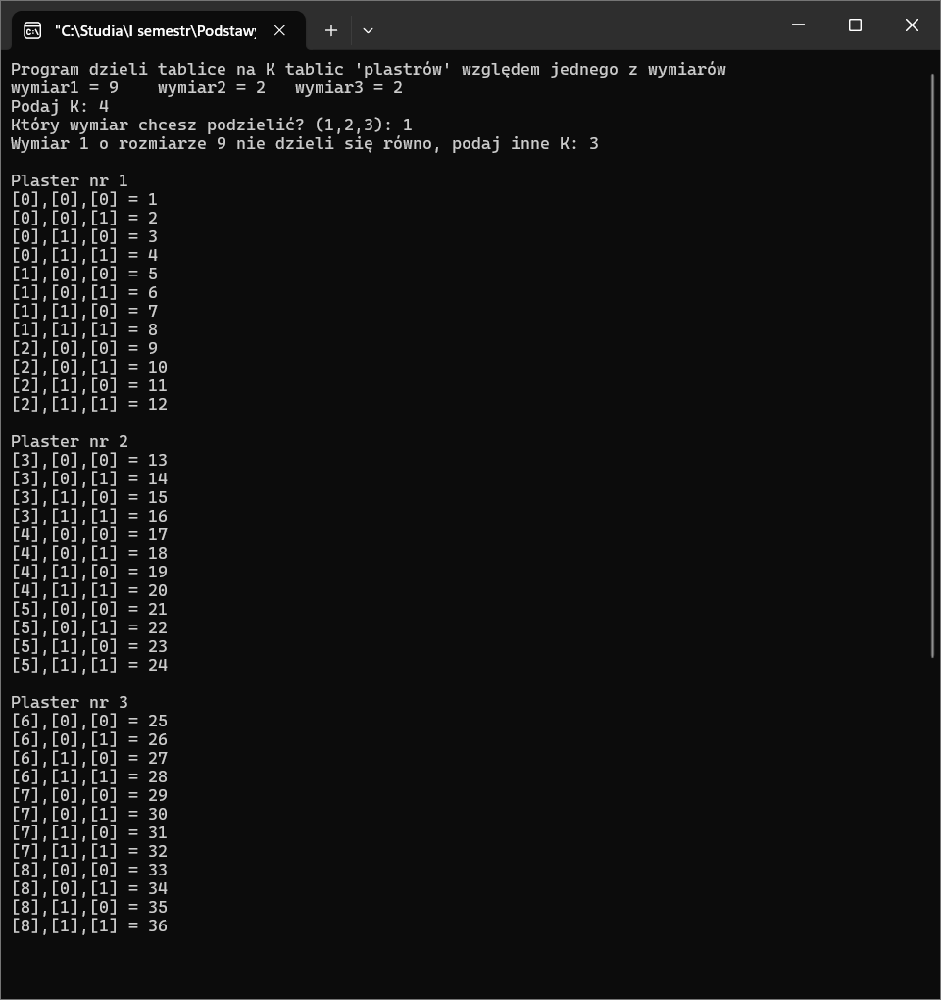 "C:\Studia\I semestr\Podstawy
Program dzieli tablice na K tablic 'plastrów' względem jednego z wymiarów
wymiar1 = 9    wymiar2 = 2   wymiar3 = 2
Podaj K: 4
Który wymiar chcesz podzielić? (1,2,3): 1
Wymiar 1 o rozmiarze 9 nie dzieli się równo, podaj inne K: 3

Plaster nr 1
[0],[0],[0] = 1
[0],[0],[1] = 2
[0],[1],[0] = 3
[0],[1],[1] = 4
[1],[0],[0] = 5
[1],[0],[1] = 6
[1],[1],[0] = 7
[1],[1],[1] = 8
[2],[0],[0] = 9
[2],[0],[1] = 10
[2],[1],[0] = 11
[2],[1],[1] = 12

Plaster nr 2
[3],[0],[0] = 13
[3],[0],[1] = 14
[3],[1],[0] = 15
[3],[1],[1] = 16
[4],[0],[0] = 17
[4],[0],[1] = 18
[4],[1],[0] = 19
[4],[1],[1] = 20
[5],[0],[0] = 21
[5],[0],[1] = 22
[5],[1],[0] = 23
[5],[1],[1] = 24

Plaster nr 3
[6],[0],[0] = 25
[6],[0],[1] = 26
[6],[1],[0] = 27
[6],[1],[1] = 28
[7],[0],[0] = 29
[7],[0],[1] = 30
[7],[1],[0] = 31
[7],[1],[1] = 32
[8],[0],[0] = 33
[8],[0],[1] = 34
[8],[1],[0] = 35
[8],[1],[1] = 36